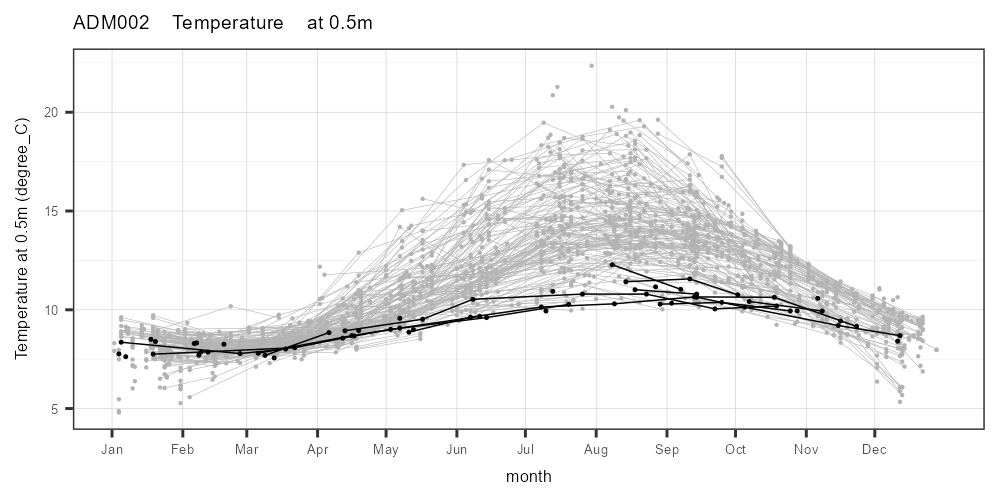 ADM002 Temperature at 0.5m
Temperature at 0.5m (degree_C)
20
15
10
5
Jan Feb Mar Apr May Jun Jul Aug Sep Oct Nov Dec
month